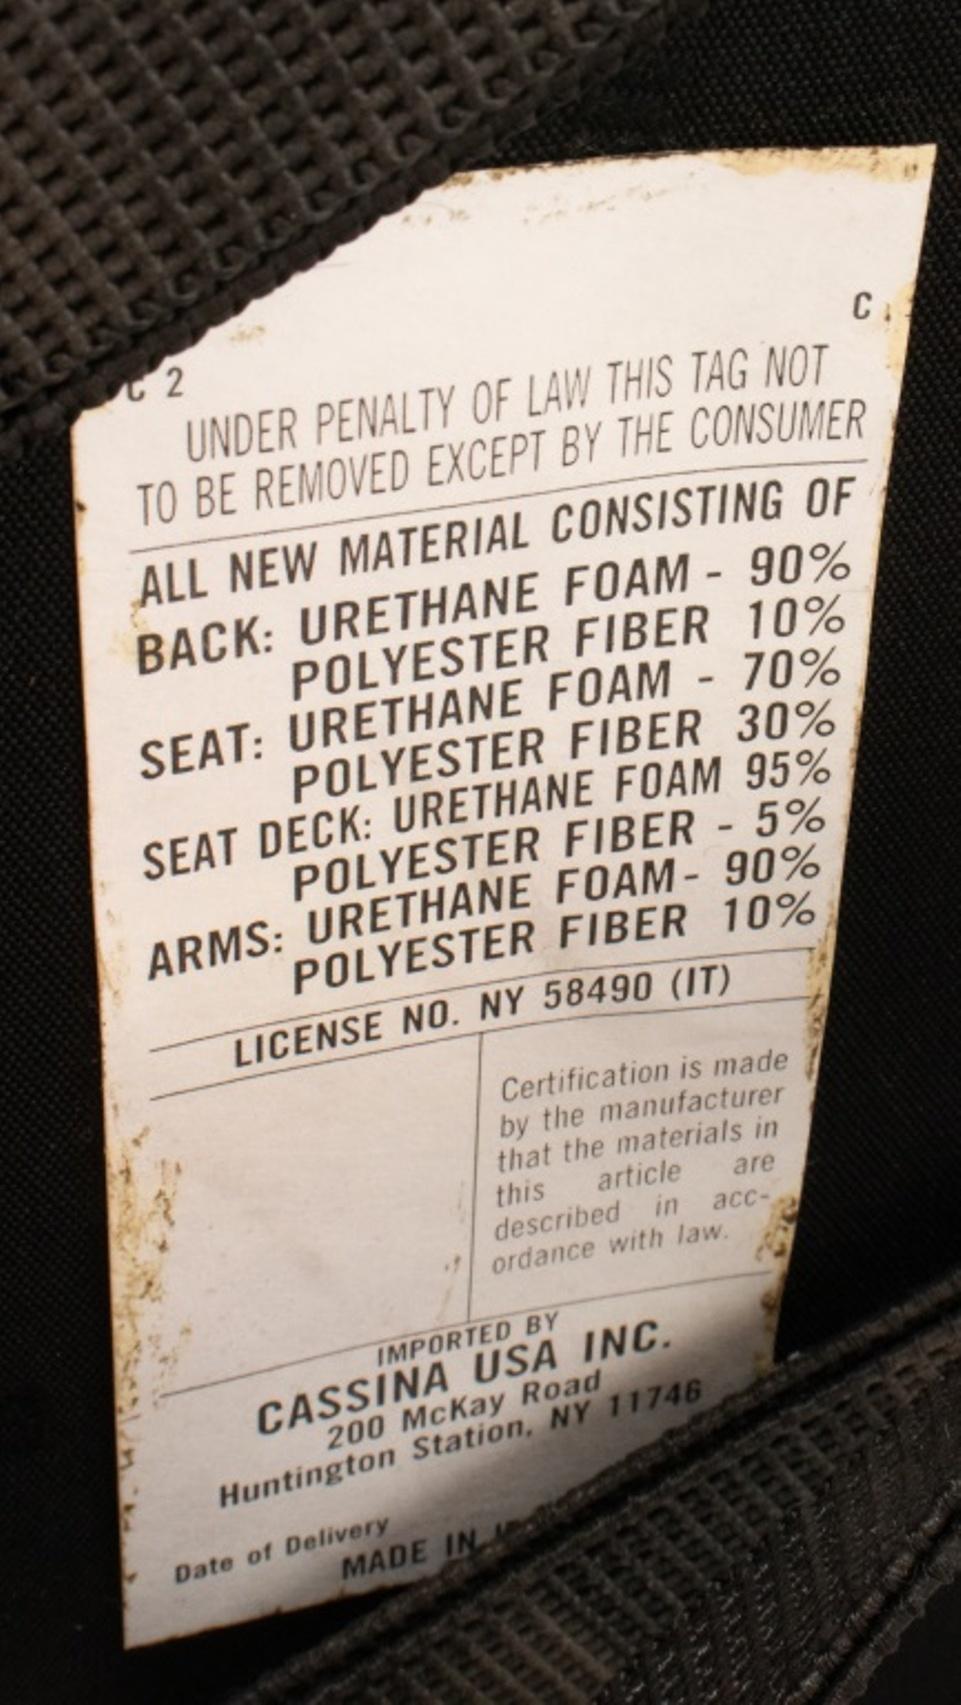 C
C 2
UNDER PENALTY OF LAW THIS TAG NOT
TO BE REMOVED EXCEPT BY THE CONSUMER
ALL NEW MATERIAL CONSISTING OF
BACK: URETHANE FOAM - 90%
POLYESTER FIBER 10%
SEAT: URETHANE FOAM - 70%
POLYESTER FIBER 30%
SEAT DECK: URETHANE FOAM 95%
POLYESTER FIBER - 5%
ARMS: URETHANE FOAM- 90%
POLYESTER FIBER 10%
LICENSE NO. NY 58490 (IT)
Certification is made
by the manufacturer
that the materials in
this article are
described in acc-
ordance with law.
IMPORTED BY
CASSINA USA INC.
200 McKay Road
Huntington Station, NY 11746
Date of Delivery
MADE IN